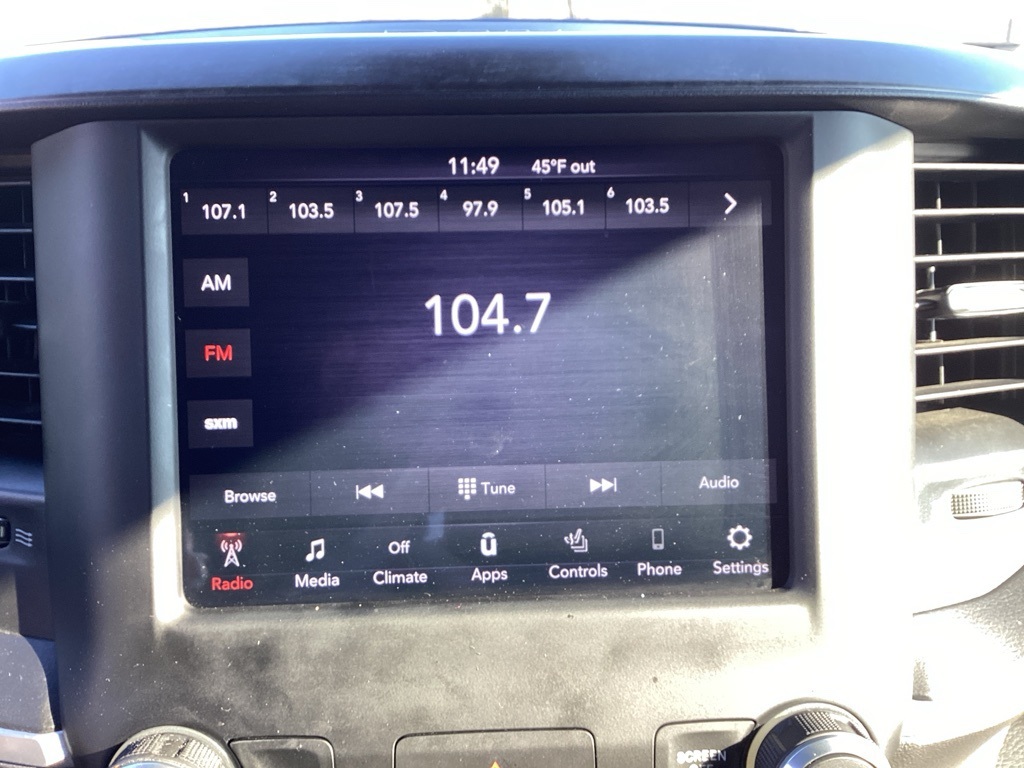 11:49 45°F out
1 107.1 2 103.5 3 107.5 4 97.9 5 105.1 6 103.5
AM
104.7
FM
sxm
Browse Tune Audio
Off
Radio Media Climate Apps Controls Phone Settings
SCREEN
OFF